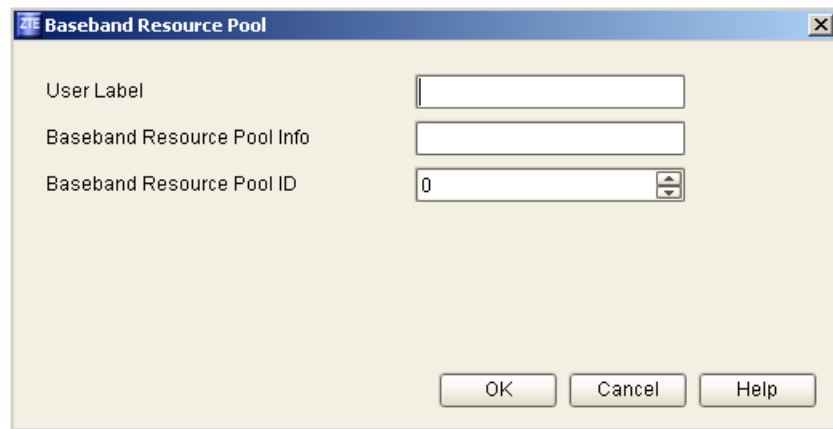 ZTE Baseband Resource Pool
User Label
Baseband Resource Pool Info
Baseband Resource Pool ID 0
OK Cancel Help